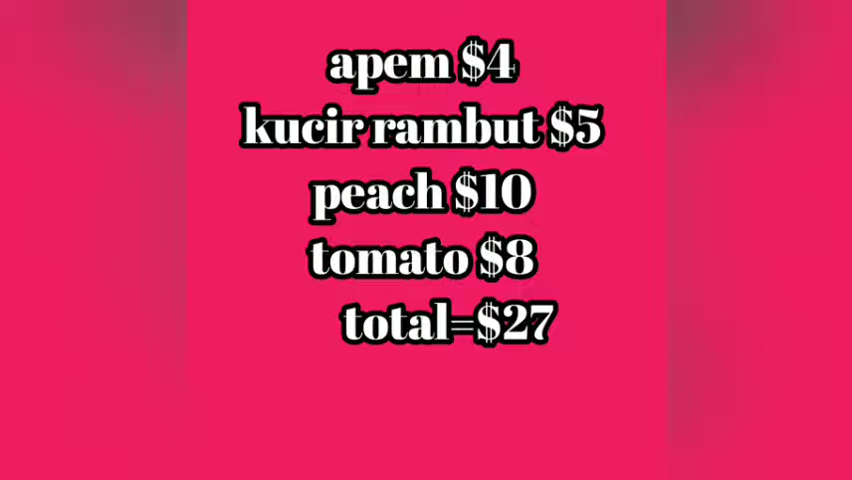 apem $4
kucir rambut $5
peach $10
tomato $8
total=$27